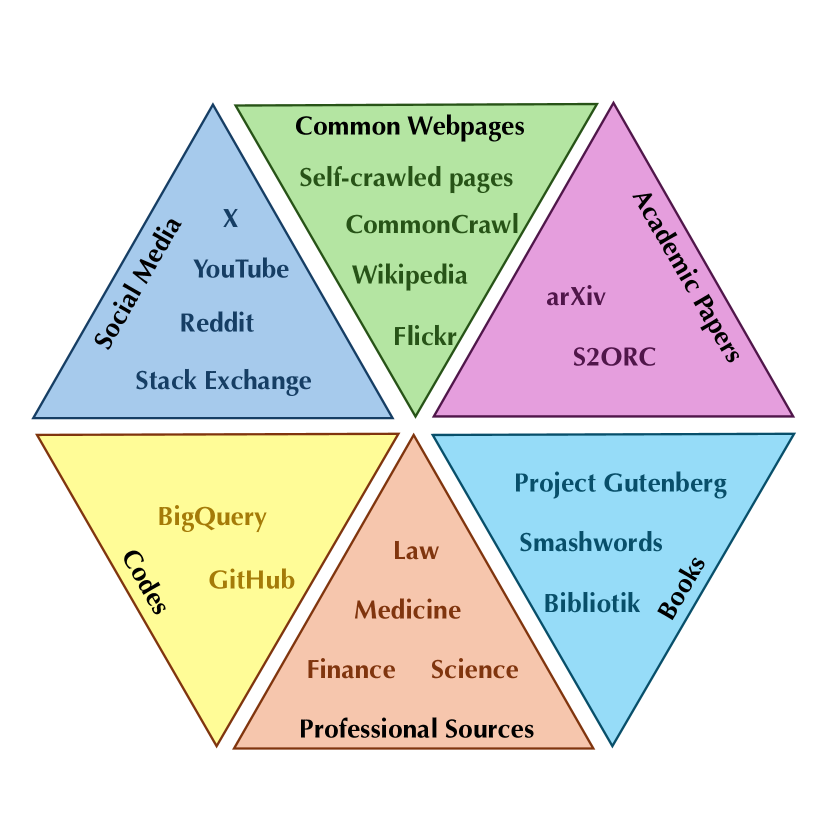 Common Webpages
Self-crawled pages
CommonCrawl
Wikipedia
Flickr
Social Media
X
YouTube
Reddit
Stack Exchange
Academic Papers
arXiv
S2ORC
Codes
BigQuery
GitHub
Law
Medicine
Finance Science
Professional Sources
Project Gutenberg
Smashwords
Bibliotik
Books